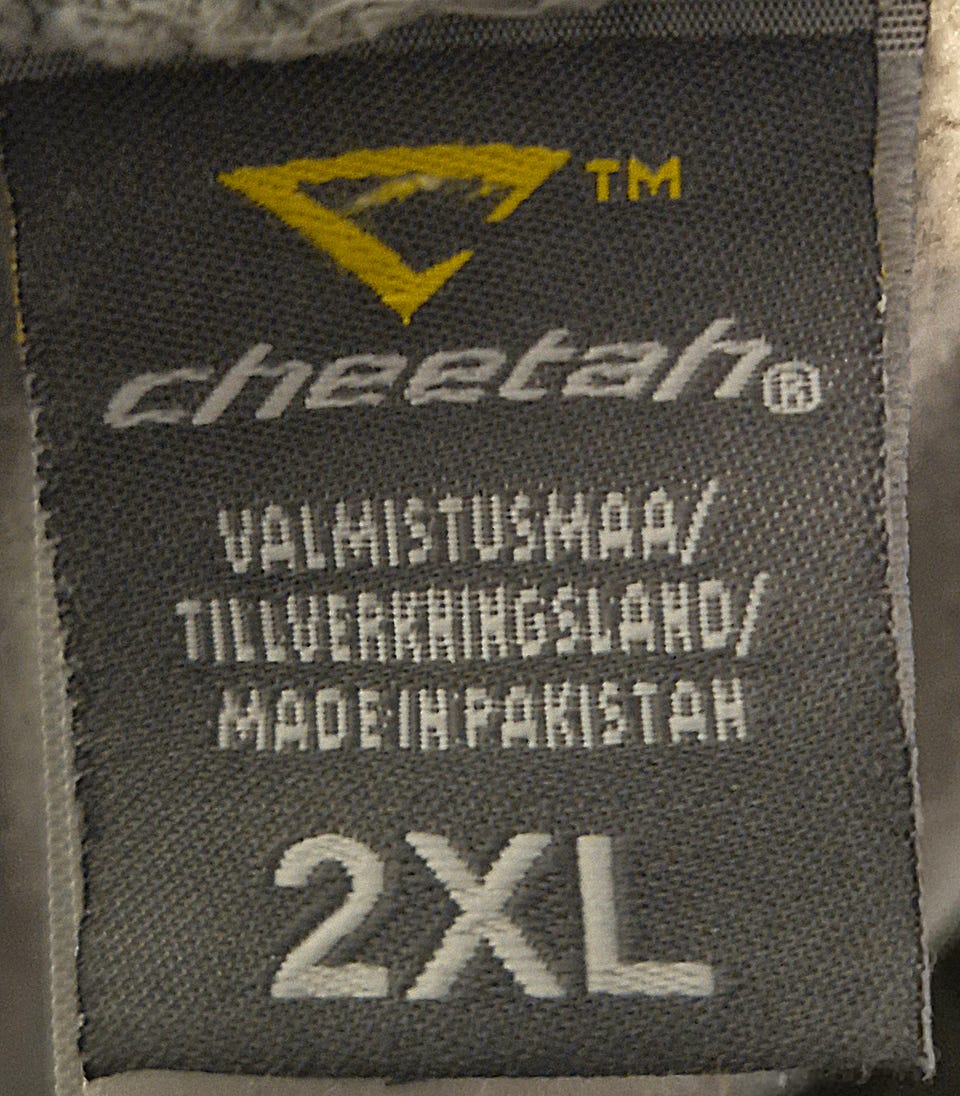 TM
cheetah®
VALMISTUSMAA/
TILLVERKNINGSLAND/
MADE IN PAKISTAN
2XL